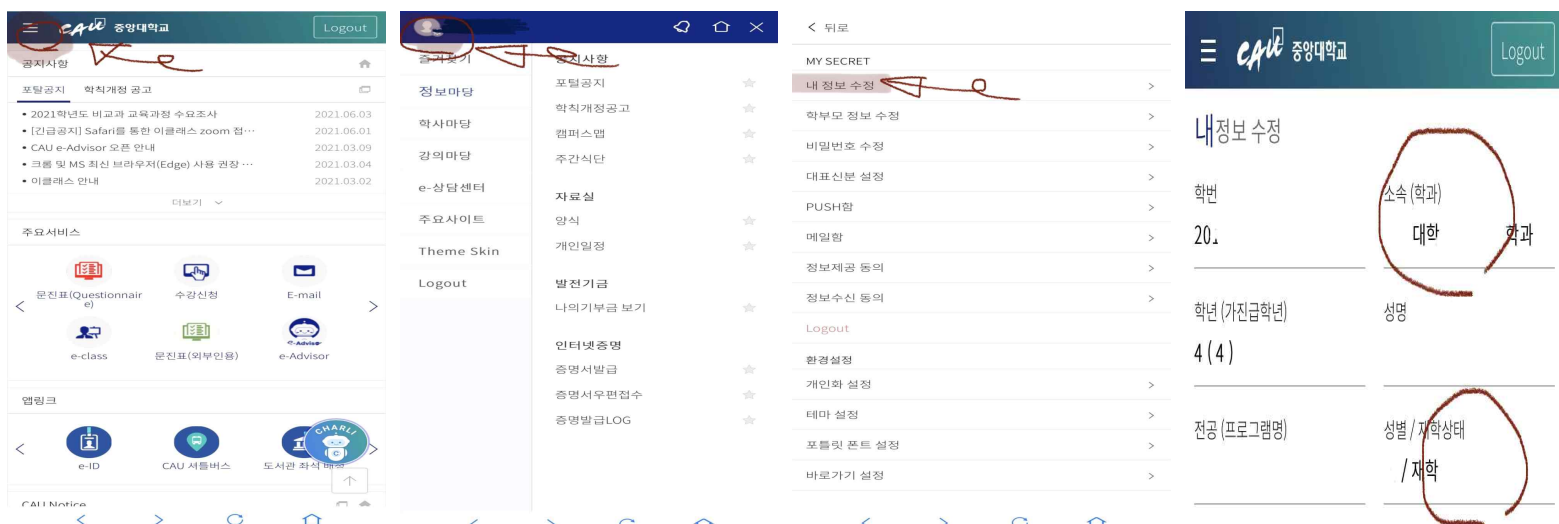 CAU 중앙대학교
Logout
공지사항
포탈공지 학칙개정 공고
• 2021학년도 비교과 교육과정 수요조사 2021.06.03
• [긴급공지] Safari를 통한 이클래스 zoom 접… 2021.06.01
• CAU e-Advisor 오픈 안내 2021.03.09
• 크롬 및 MS 최신 브라우저(Edge) 사용 권장 … 2021.03.04
• 이클래스 안내 2021.03.02
더보기
주요서비스
문진표(Questionnair
e)
수강신청
E-mail
e-class
문진표(외부인용)
e-Advisor
e-Advisor
앱링크
CHARLI
C
e-ID
CAU 셔틀버스
도서관 좌석
CAU Notice
즐겨찾기
정보마당
학사마당
강의마당
e-상담센터
주요사이트
Theme Skin
Logout
공지사항
포털공지
학칙개정공고
캠퍼스맵
주간식단
자료실
양식
개인일정
발전기금
나의기부금 보기
인터넷증명
증명서발급
증명서우편접수
증명발급LOG
< 뒤로
MY SECRET
내 정보 수정 >
학부모 정보 수정 >
비밀번호 수정 >
대표신분 설정 >
PUSH함 >
메일함 >
정보제공 동의 >
정보수신 동의 >
Logout
환경설정
개인화 설정 >
테마 설정 >
포틀릿 폰트 설정 >
바로가기 설정 >
CAU 중앙대학교
Logout
내정보 수정
학번
20
소속 (학과)
대학 학과
학년 (가진급학년)
4 ( 4 )
성명
전공 (프로그램명)
성별 / 재학상태
/ 재학